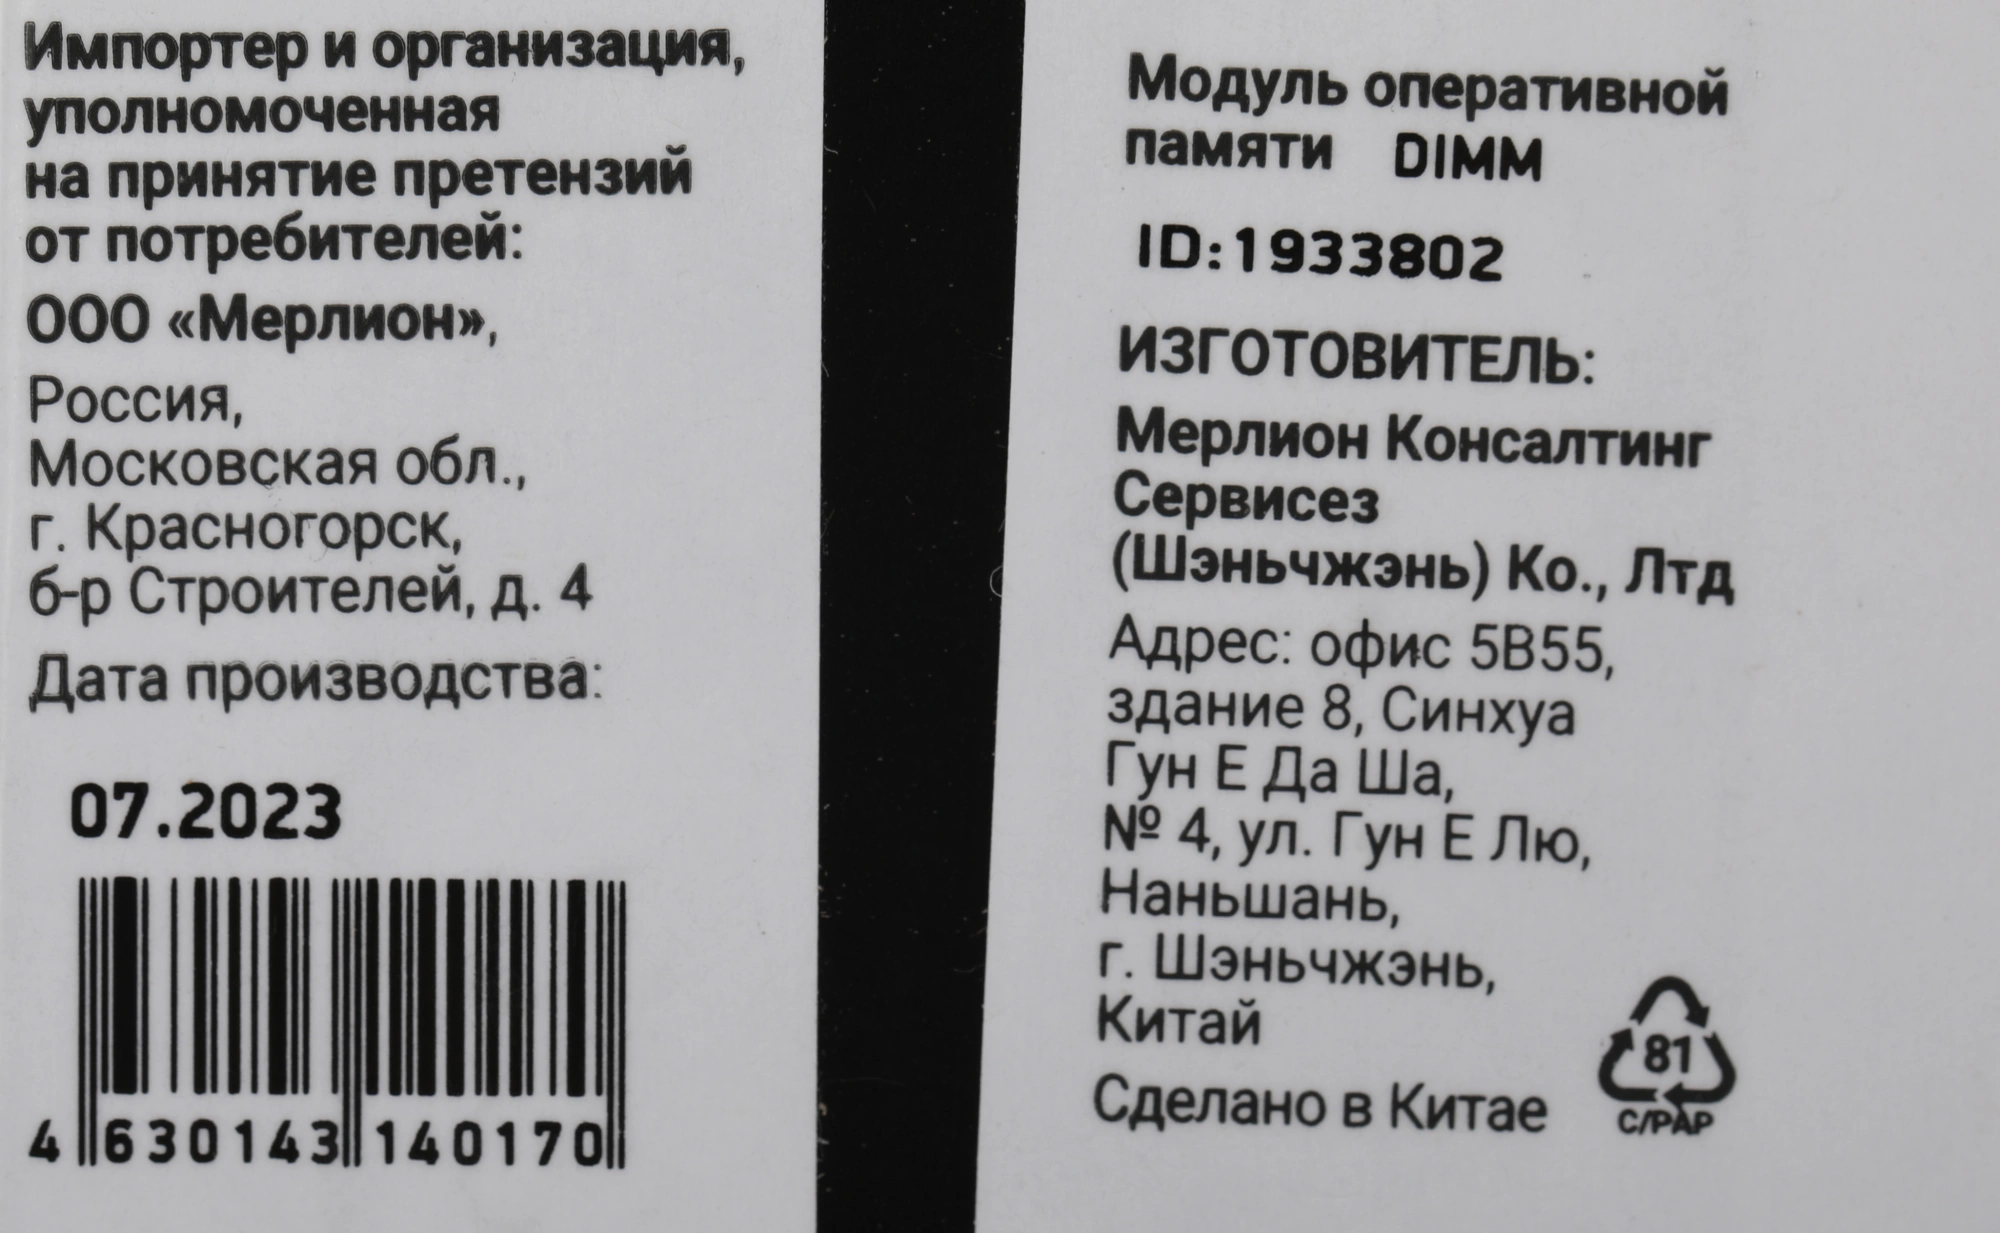 Импортер и организация,
уполномоченная
на принятие претензий
от потребителей:
ООО «Мерлион»,
Россия,
Московская обл.,
г. Красногорск,
б-р Строителей, д. 4
Дата производства:
07.2023
4 630143 140170
Модуль оперативной
памяти DIMM
ID:1933802
ИЗГОТОВИТЕЛЬ:
Мерлион Консалтинг
Сервисез
(Шэньчжэнь) Ко., Лтд
Адрес: офис 5В55,
здание 8, Синхуа
Гун Е Да Ша,
№ 4, ул. Гун Е Лю,
Наньшань,
г. Шэньчжэнь,
Китай
Сделано в Китае
81
C/PAP